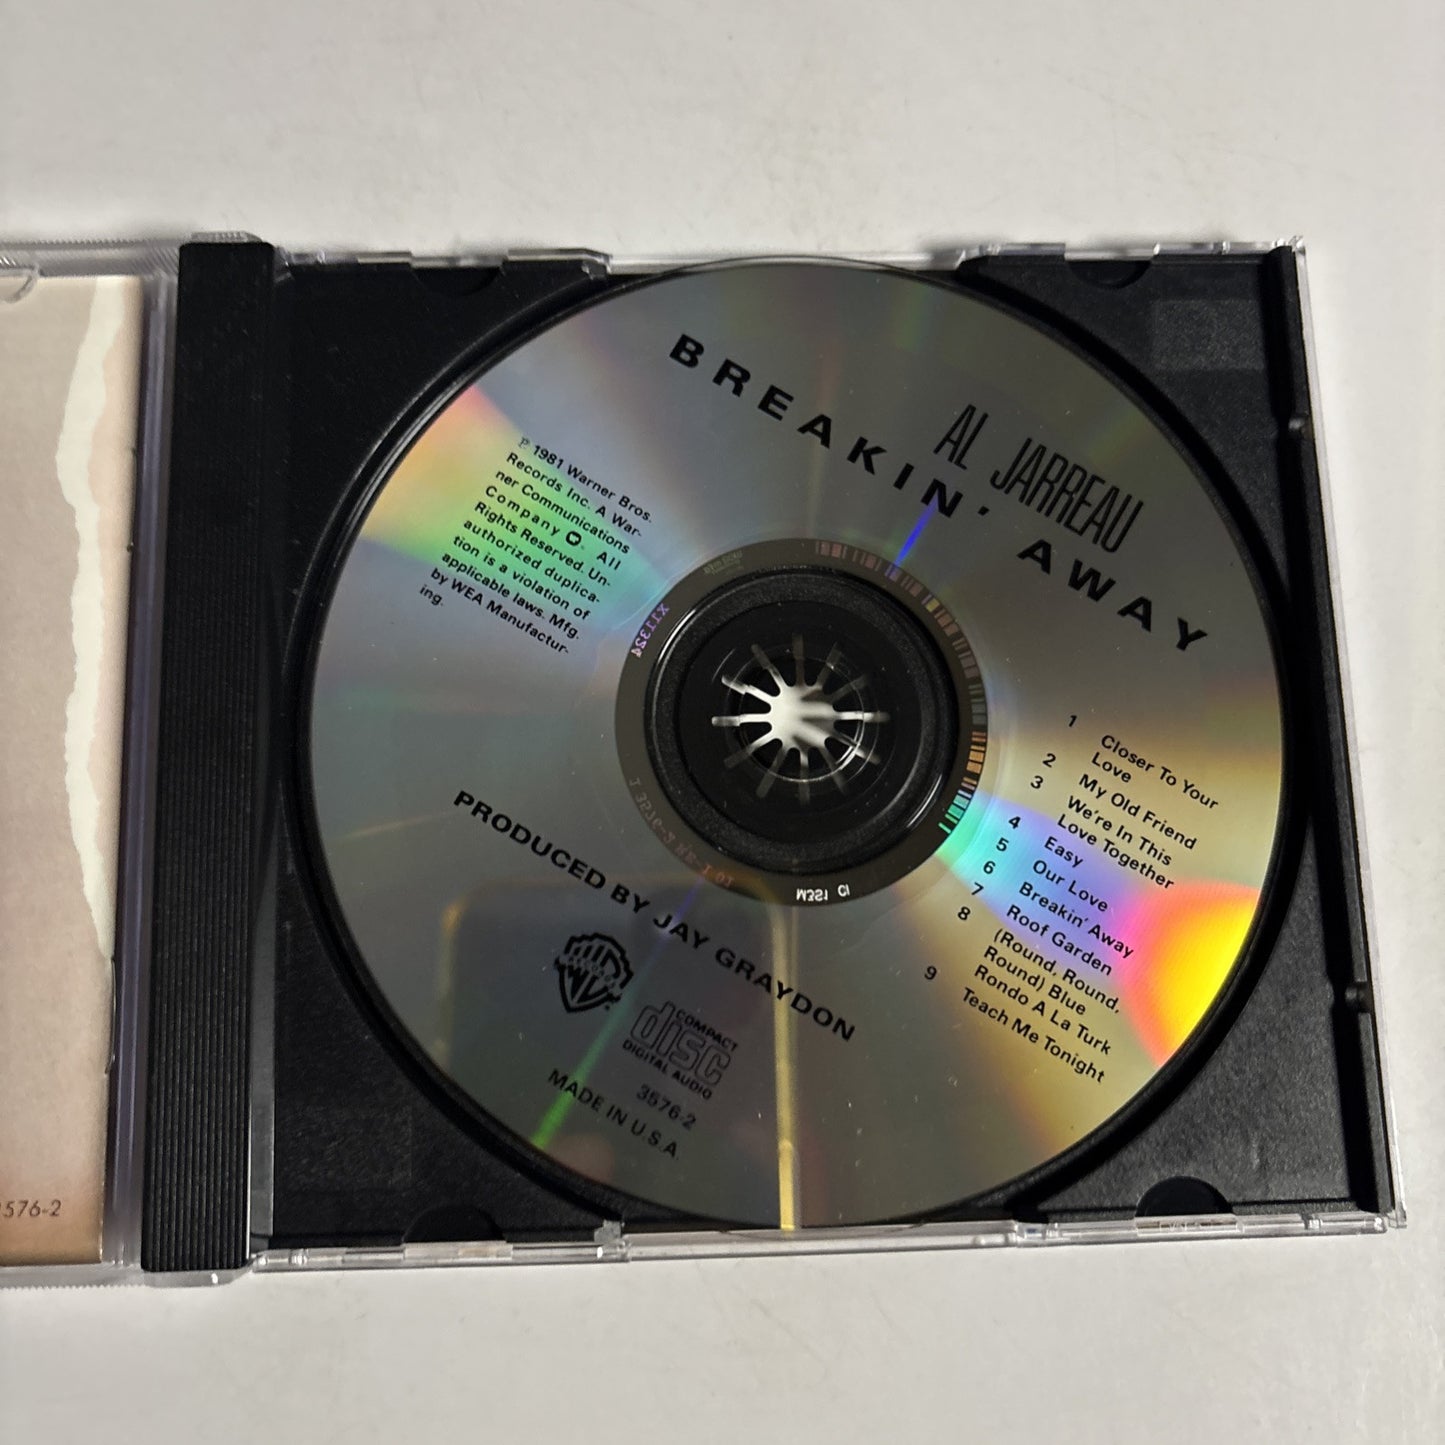 AL JARREAU
BREAKIN' AWAY
℗ 1981 Warner Bros.
Records Inc. A War-
ner Communications
Company. All
Rights Reserved. Un-
authorized duplica-
tion is a violation of
applicable laws. Mfg.
by WEA Manufactur-
ing.
1 Closer To Your
Love
2 My Old Friend
3 We're In This
Love Together
4 Easy
5 Our Love
6 Breakin' Away
7 Roof Garden
8 (Round, Round,
Round) Blue
Rondo A La Turk
9 Teach Me Tonight
PRODUCED BY JAY GRAYDON
COMPACT
disc
DIGITAL AUDIO
3576-2
MADE IN U.S.A
576-2